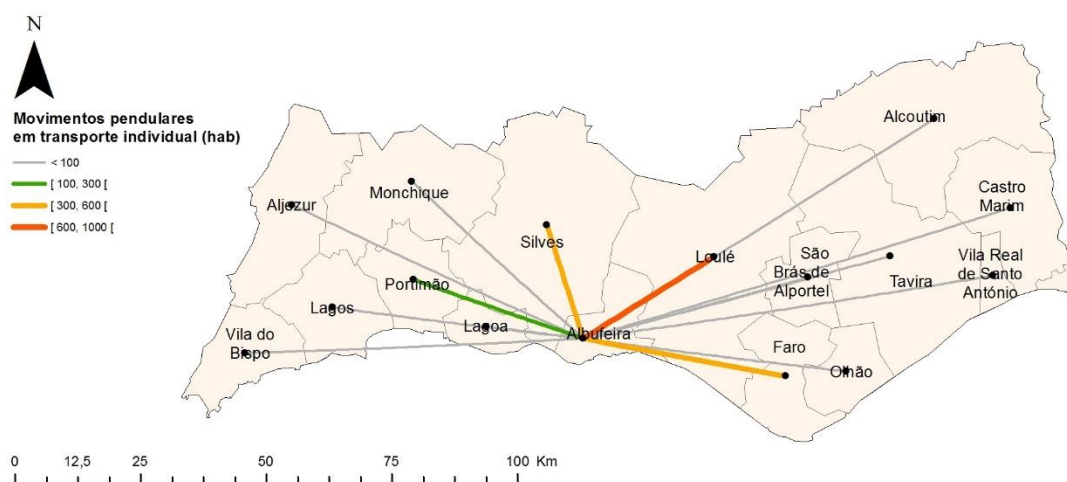 N
Movimentos pendulares
em transporte individual (hab)
< 100
[ 100, 300 [
[ 300, 600 [
[ 600, 1000 [
Alcoutim
Monchique
Castro
Marim
Aljezur
Silves
Loulé
São
Brás de
Alportel
Vila Real
de Santo
António
Tavira
Portimão
Lagos
Lagoa
Albufeira
Vila do
Bispo
Faro
Olhão
0 12,5 25 50 75 100 Km